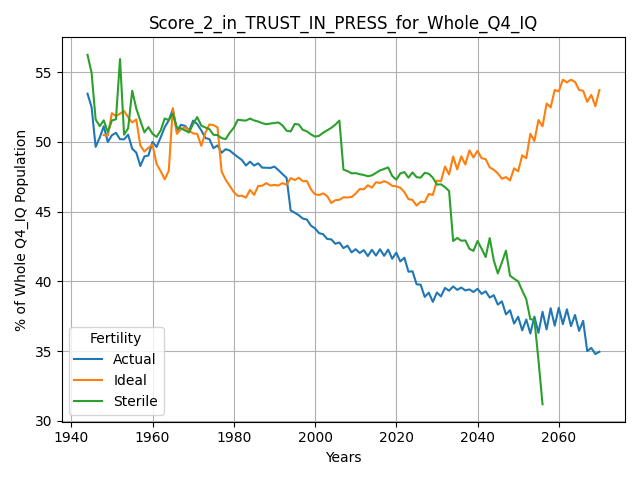 Score_2_in_TRUST_IN_PRESS_for_Whole_Q4_IQ
% of Whole Q4_IQ Population
55
50
45
40
35
30
Fertility
Actual
Ideal
Sterile
1940 1960 1980 2000 2020 2040 2060
Years